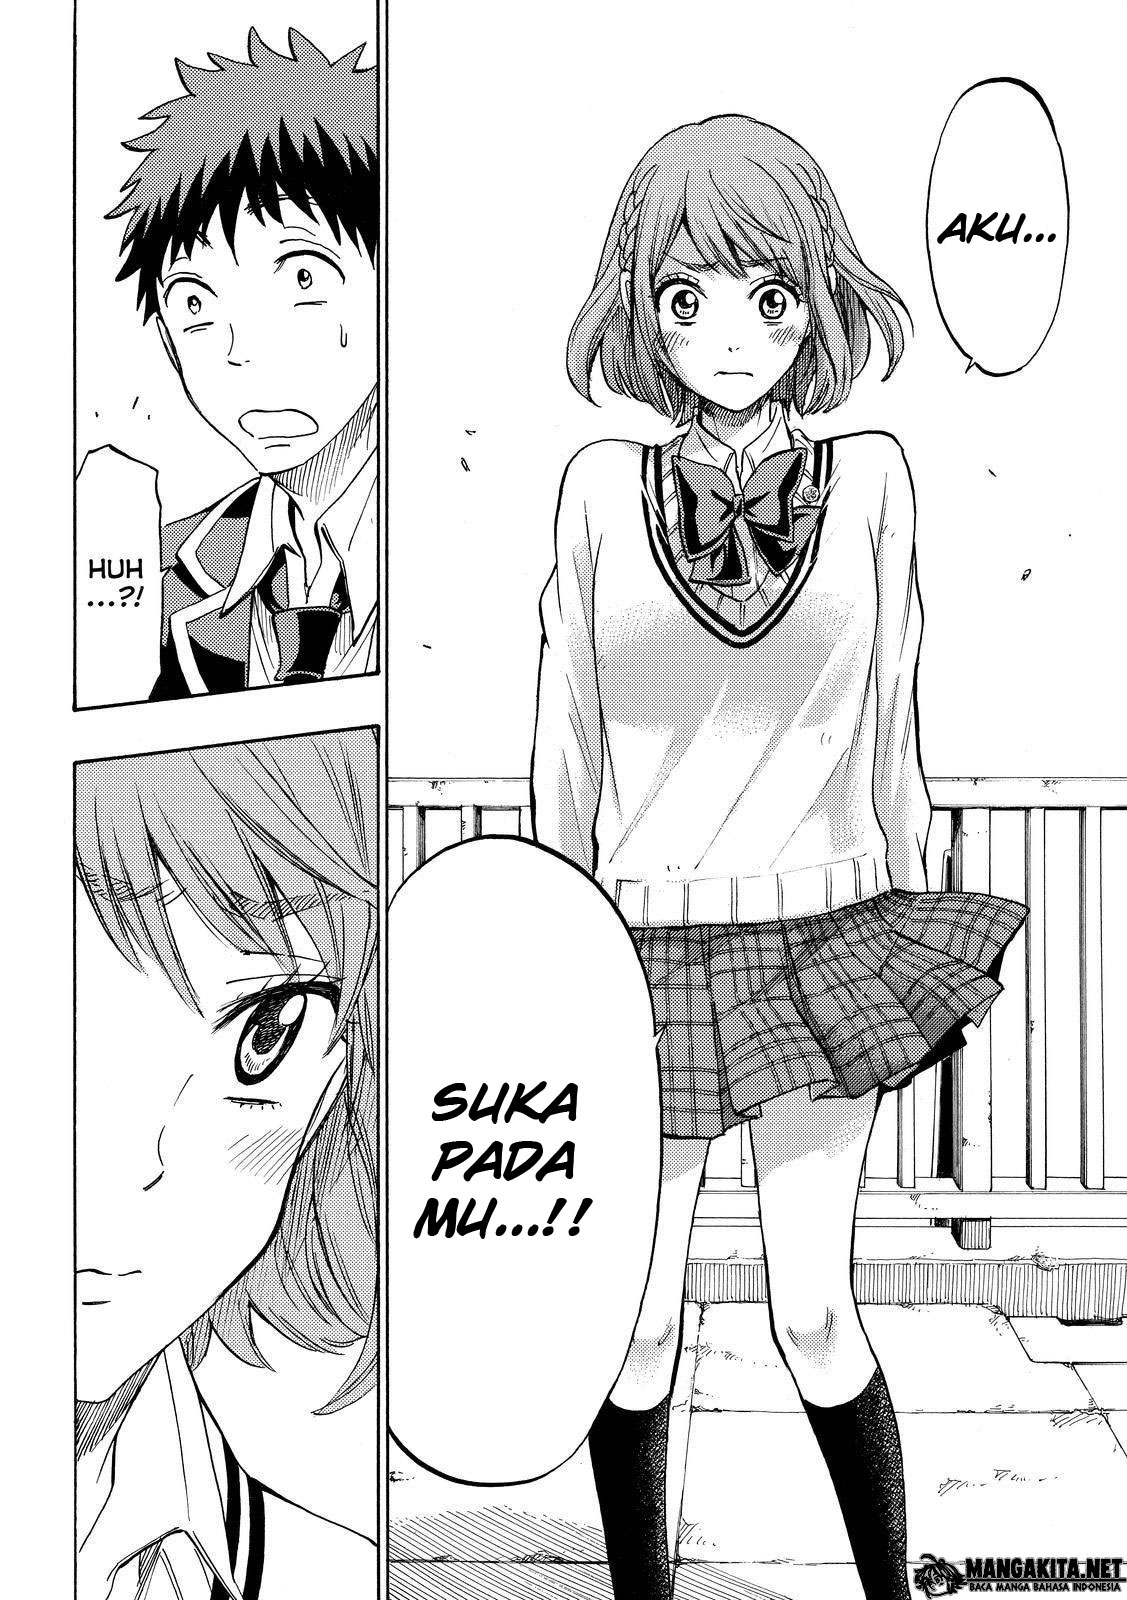 AKU...
SUKA
PADA
MU...!!
HUH
...?!
MANGAKITA.NET
BACA MANGA BAHASA INDONESIA